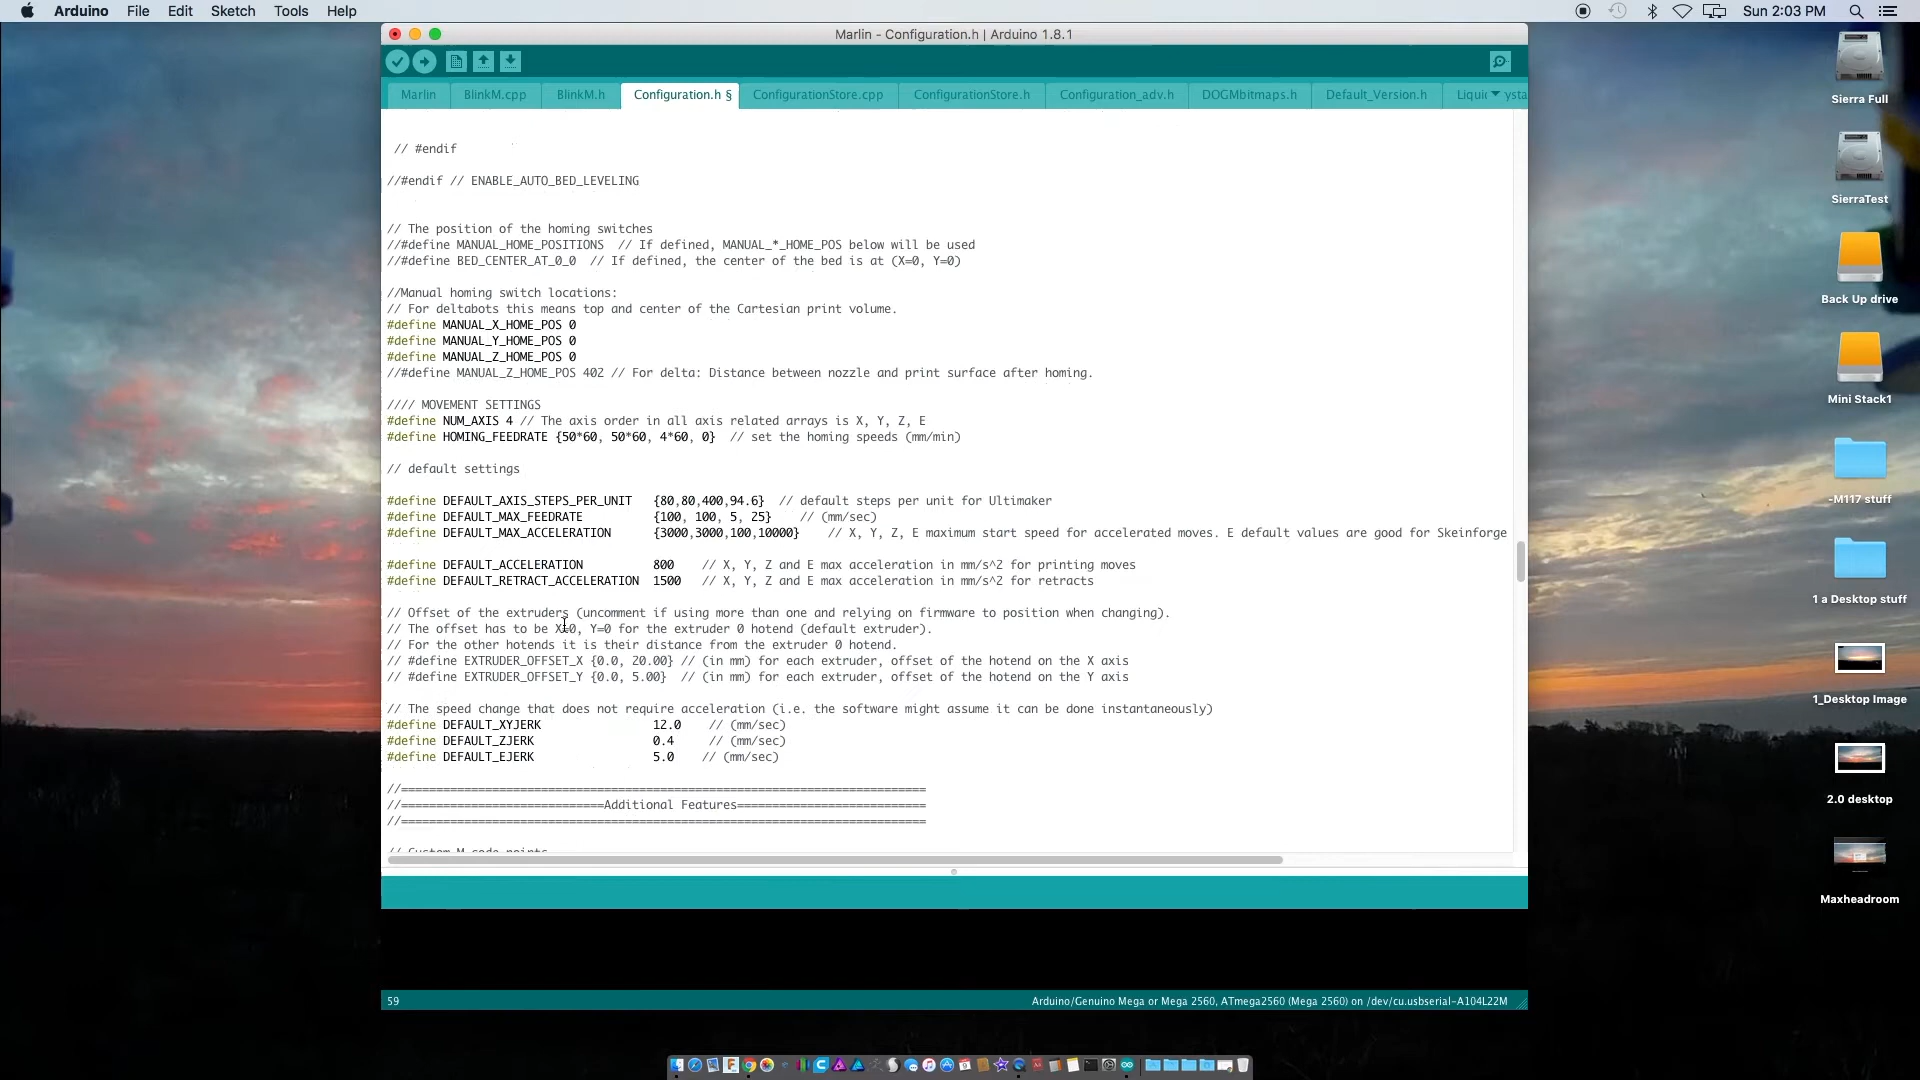 Arduino File Edit Sketch Tools Help Sun 2:03 PM
Marlin - Configuration.h | Arduino 1.8.1
Marlin BlinkM.cpp BlinkM.h Configuration.h § ConfigurationStore.cpp ConfigurationStore.h Configuration_adv.h DOGMbitmaps.h Default_Version.h Liqui ysta
// #endif
//#endif // ENABLE_AUTO_BED_LEVELING
// The position of the homing switches
//#define MANUAL_HOME_POSITIONS  // If defined, MANUAL_*_HOME_POS below will be used
//#define BED_CENTER_AT_0_0  // If defined, the center of the bed is at (X=0, Y=0)
//Manual homing switch locations:
// For deltabots this means top and center of the Cartesian print volume.
#define MANUAL_X_HOME_POS 0
#define MANUAL_Y_HOME_POS 0
#define MANUAL_Z_HOME_POS 0
//#define MANUAL_Z_HOME_POS 402 // For delta: Distance between nozzle and print surface after homing.
//// MOVEMENT SETTINGS
#define NUM_AXIS 4 // The axis order in all axis related arrays is X, Y, Z, E
#define HOMING_FEEDRATE {50*60, 50*60, 4*60, 0}  // set the homing speeds (mm/min)
// default settings
#define DEFAULT_AXIS_STEPS_PER_UNIT   {80,80,400,94.6}  // default steps per unit for Ultimaker
#define DEFAULT_MAX_FEEDRATE          {100, 100, 5, 25}    // (mm/sec)
#define DEFAULT_MAX_ACCELERATION      {3000,3000,100,10000}    // X, Y, Z, E maximum start speed for accelerated moves. E default values are good for Skeinforge
#define DEFAULT_ACCELERATION          800    // X, Y, Z and E max acceleration in mm/s^2 for printing moves
#define DEFAULT_RETRACT_ACCELERATION  1500   // X, Y, Z and E max acceleration in mm/s^2 for retracts
// Offset of the extruders (uncomment if using more than one and relying on firmware to position when changing).
// The offset has to be X=0, Y=0 for the extruder 0 hotend (default extruder).
// For the other hotends it is their distance from the extruder 0 hotend.
// #define EXTRUDER_OFFSET_X {0.0, 20.00} // (in mm) for each extruder, offset of the hotend on the X axis
// #define EXTRUDER_OFFSET_Y {0.0, 5.00}  // (in mm) for each extruder, offset of the hotend on the Y axis
// The speed change that does not require acceleration (i.e. the software might assume it can be done instantaneously)
#define DEFAULT_XYJERK                12.0    // (mm/sec)
#define DEFAULT_ZJERK                 0.4     // (mm/sec)
#define DEFAULT_EJERK                 5.0    // (mm/sec)
//===========================================================================
//=============================Additional Features===========================
//===========================================================================
// Custom M code points
59
Arduino/Genuino Mega or Mega 2560, ATmega2560 (Mega 2560) on /dev/cu.usbserial-A104L22M
Sierra Full
SierraTest
Back Up drive
Mini Stack1
-M117 stuff
1 a Desktop stuff
1_Desktop Image
2.0 desktop
Maxheadroom